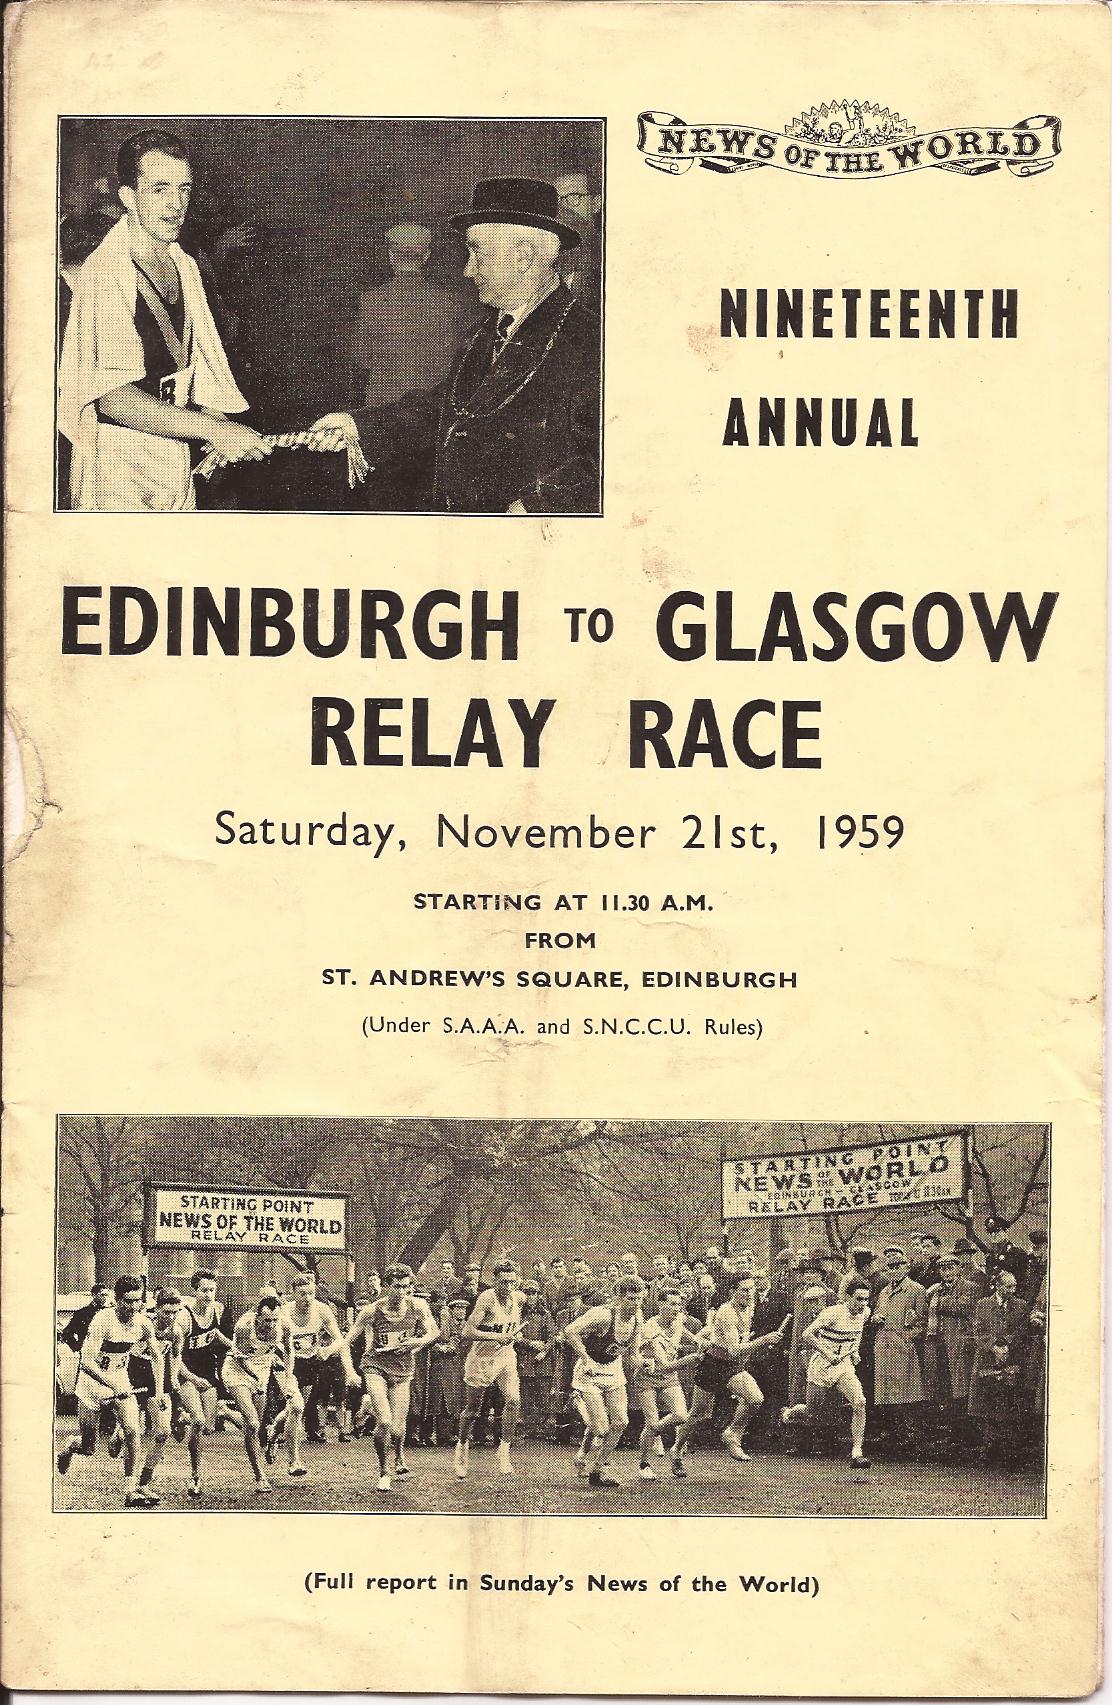 NEWS OF THE WORLD
NINETEENTH
ANNUAL
EDINBURGH TO GLASGOW
RELAY RACE
Saturday, November 21st, 1959
STARTING AT 11.30 A.M.
FROM
ST. ANDREW'S SQUARE, EDINBURGH
(Under S.A.A.A. and S.N.C.C.U. Rules)
STARTING POINT
NEWS OF THE WORLD
RELAY RACE
STARTING POINT
NEWS OF THE WORLD
EDINBURGH GLASGOW
RELAY RACE
(Full report in Sunday's News of the World)